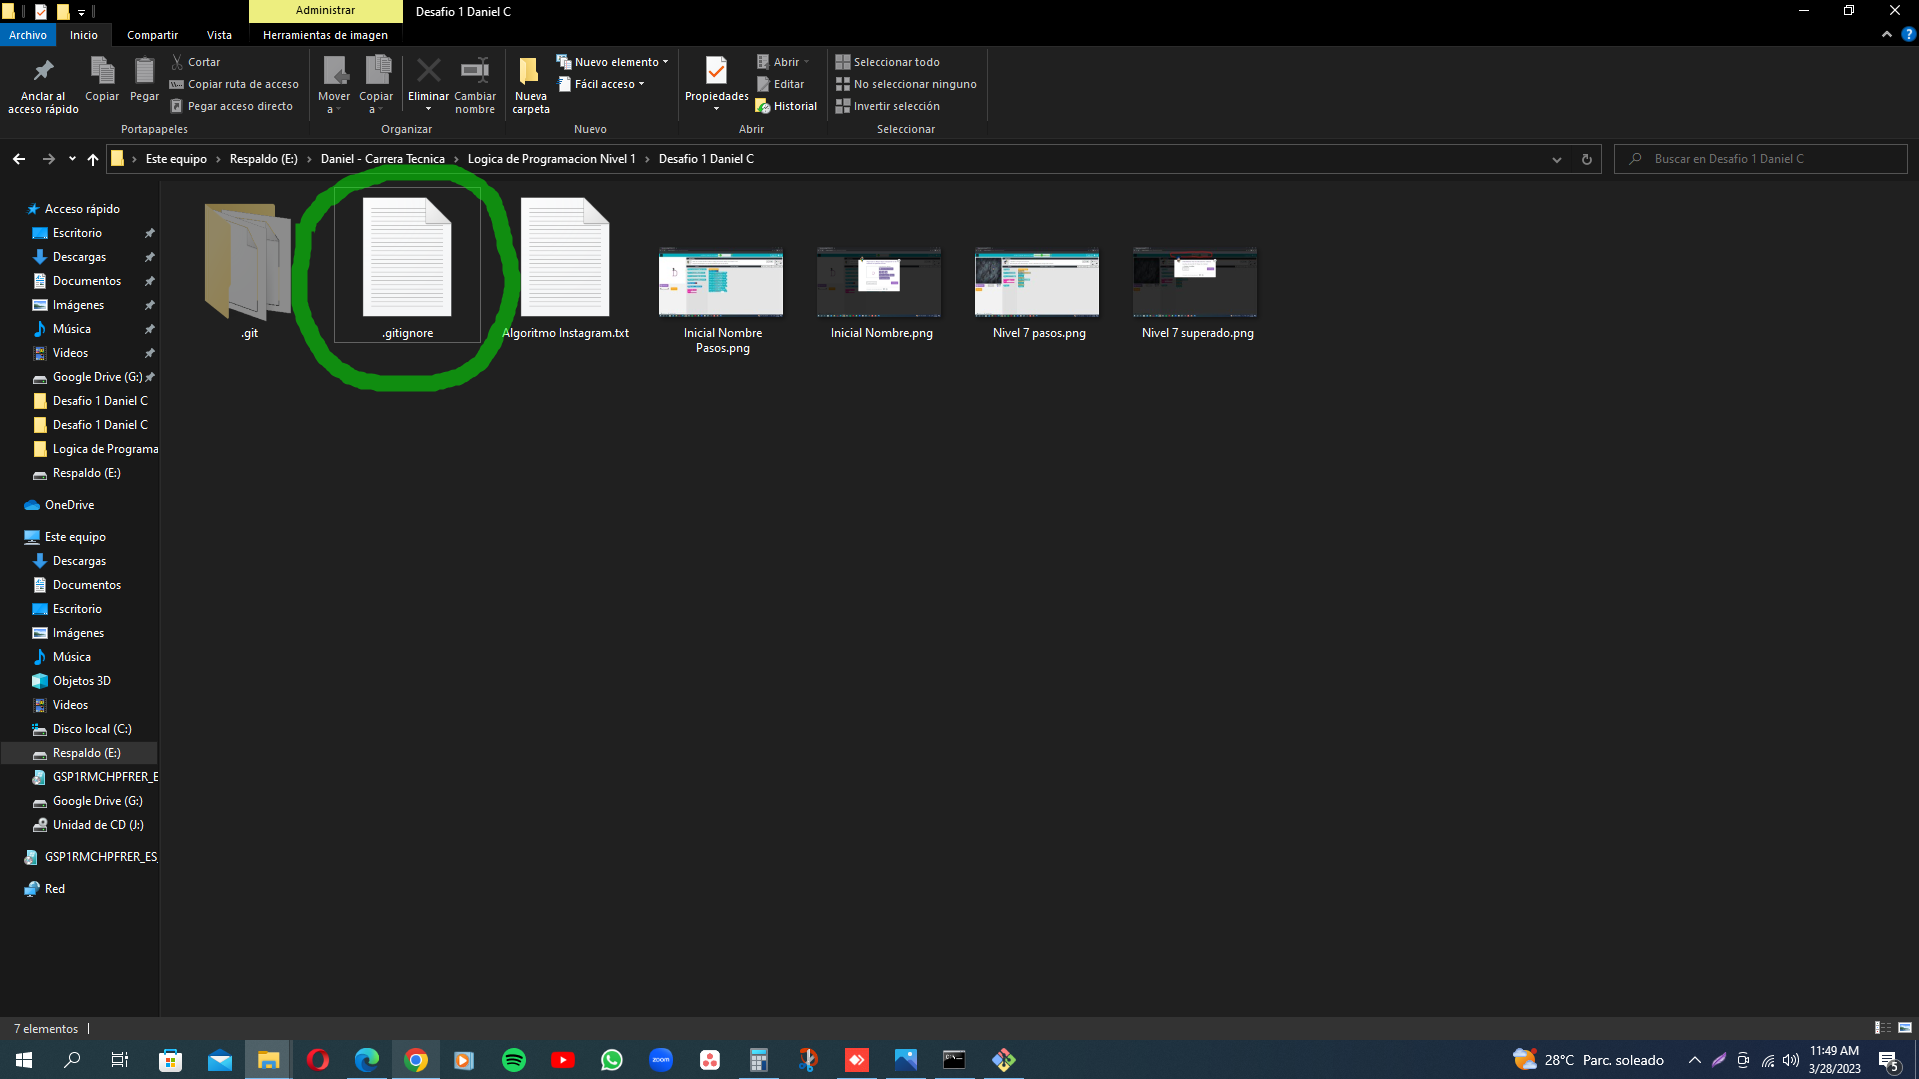 Administrar
Desafio 1 Daniel C
Archivo
Inicio
Compartir
Vista
Herramientas de imagen
Anclar al
acceso rápido
Copiar
Pegar
Cortar
Copiar ruta de acceso
Pegar acceso directo
Portapapeles
Mover
a
Copiar
a
Eliminar
Cambiar
nombre
Organizar
Nueva
carpeta
Nuevo elemento
Fácil acceso
Nuevo
Propiedades
Abrir
Editar
Historial
Abrir
Seleccionar todo
No seleccionar ninguno
Invertir selección
Seleccionar
Este equipo
Respaldo (E:)
Daniel - Carrera Tecnica
Logica de Programacion Nivel 1
Desafio 1 Daniel C
Buscar en Desafio 1 Daniel C
Acceso rápido
Escritorio
Descargas
Documentos
Imágenes
Música
Videos
Google Drive (G:)
Desafio 1 Daniel C
Desafio 1 Daniel C
Logica de Programa
Respaldo (E:)
OneDrive
Este equipo
Descargas
Documentos
Escritorio
Imágenes
Música
Objetos 3D
Videos
Disco local (C:)
Respaldo (E:)
GSP1RMCHPFRER_E
Google Drive (G:)
Unidad de CD (J:)
GSP1RMCHPFRER_ES_
Red
.git
.gitignore
Algoritmo Instagram.txt
Inicial Nombre
Pasos.png
Inicial Nombre.png
Nivel 7 pasos.png
Nivel 7 superado.png
7 elementos
zoom
28°C Parc. soleado
11:49 AM
3/28/2023
5